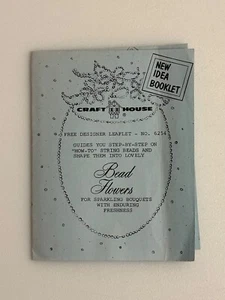 NEW
IDEA
BOOKLET
CRAFT HOUSE
FREE DESIGNER LEAFLET - NO. 6214
GUIDES YOU STEP-BY-STEP ON
"HOW-TO" STRING BEADS AND
SHAPE THEM INTO LOVELY
Bead
Flowers
FOR SPARKLING BOUQUETS
WITH ENDURING
FRESHNESS